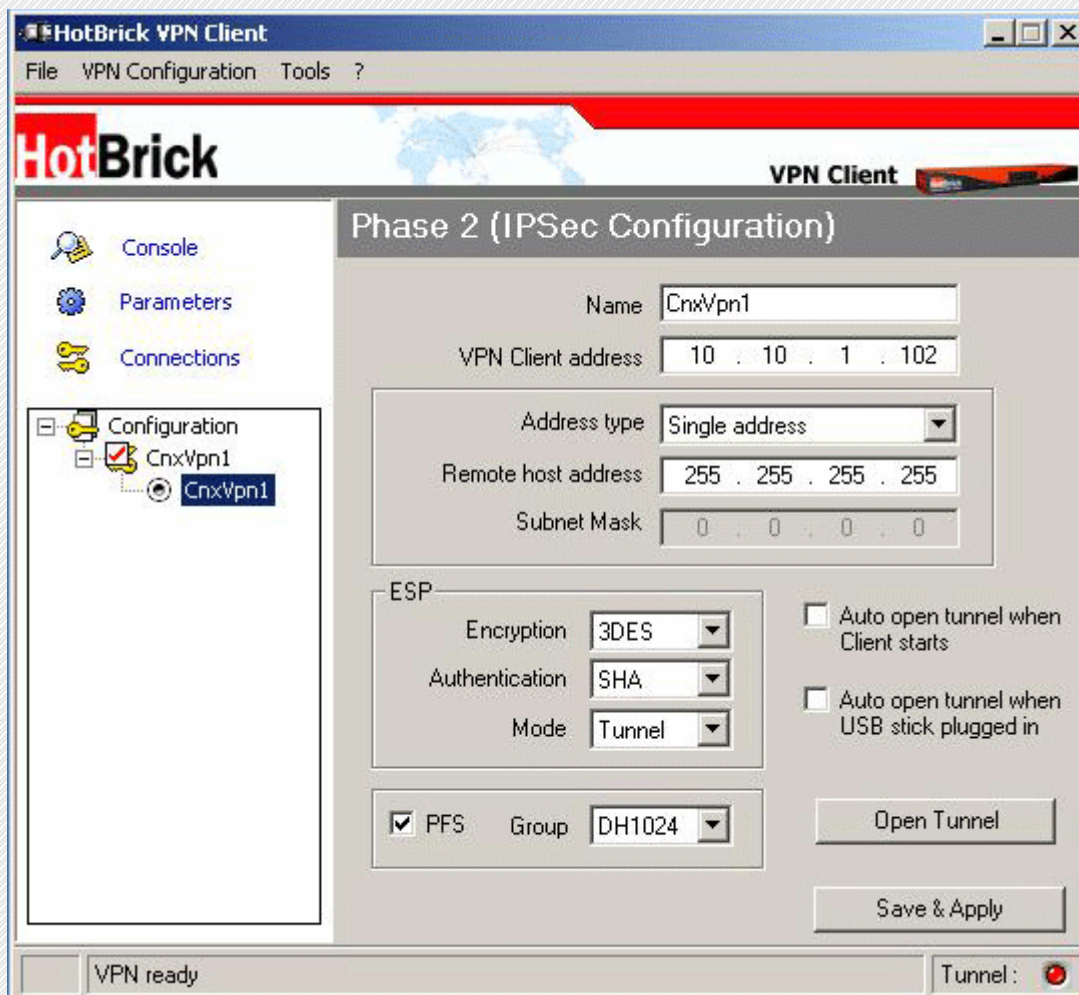 HotBrick VPN Client
File VPN Configuration Tools ?
HotBrick
VPN Client
Console
Parameters
Connections
Configuration
CnxVpn1
CnxVpn1
Phase 2 (IPSec Configuration)
Name CnxVpn1
VPN Client address 10 . 10 . 1 . 102
Address type Single address
Remote host address 255 . 255 . 255 . 255
Subnet Mask 0 . 0 . 0 . 0
ESP
Encryption 3DES
Authentication SHA
Mode Tunnel
Auto open tunnel when
Client starts
Auto open tunnel when
USB stick plugged in
PFS Group DH1024
Open Tunnel
Save & Apply
VPN ready
Tunnel :